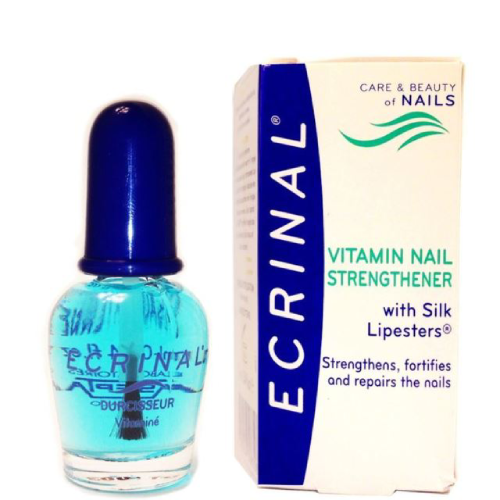 ECRINAL
DURCISSEUR
Vitaminé
ECRINAL®
CARE & BEAUTY
of NAILS
VITAMIN NAIL
STRENGTHENER
with Silk
Lipesters®
Strengthens, fortifies
and repairs the nails